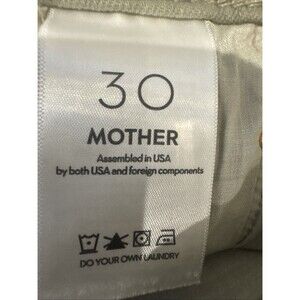 30
MOTHER
Assembled in USA
by both USA and foreign components
DO YOUR OWN LAUNDRY